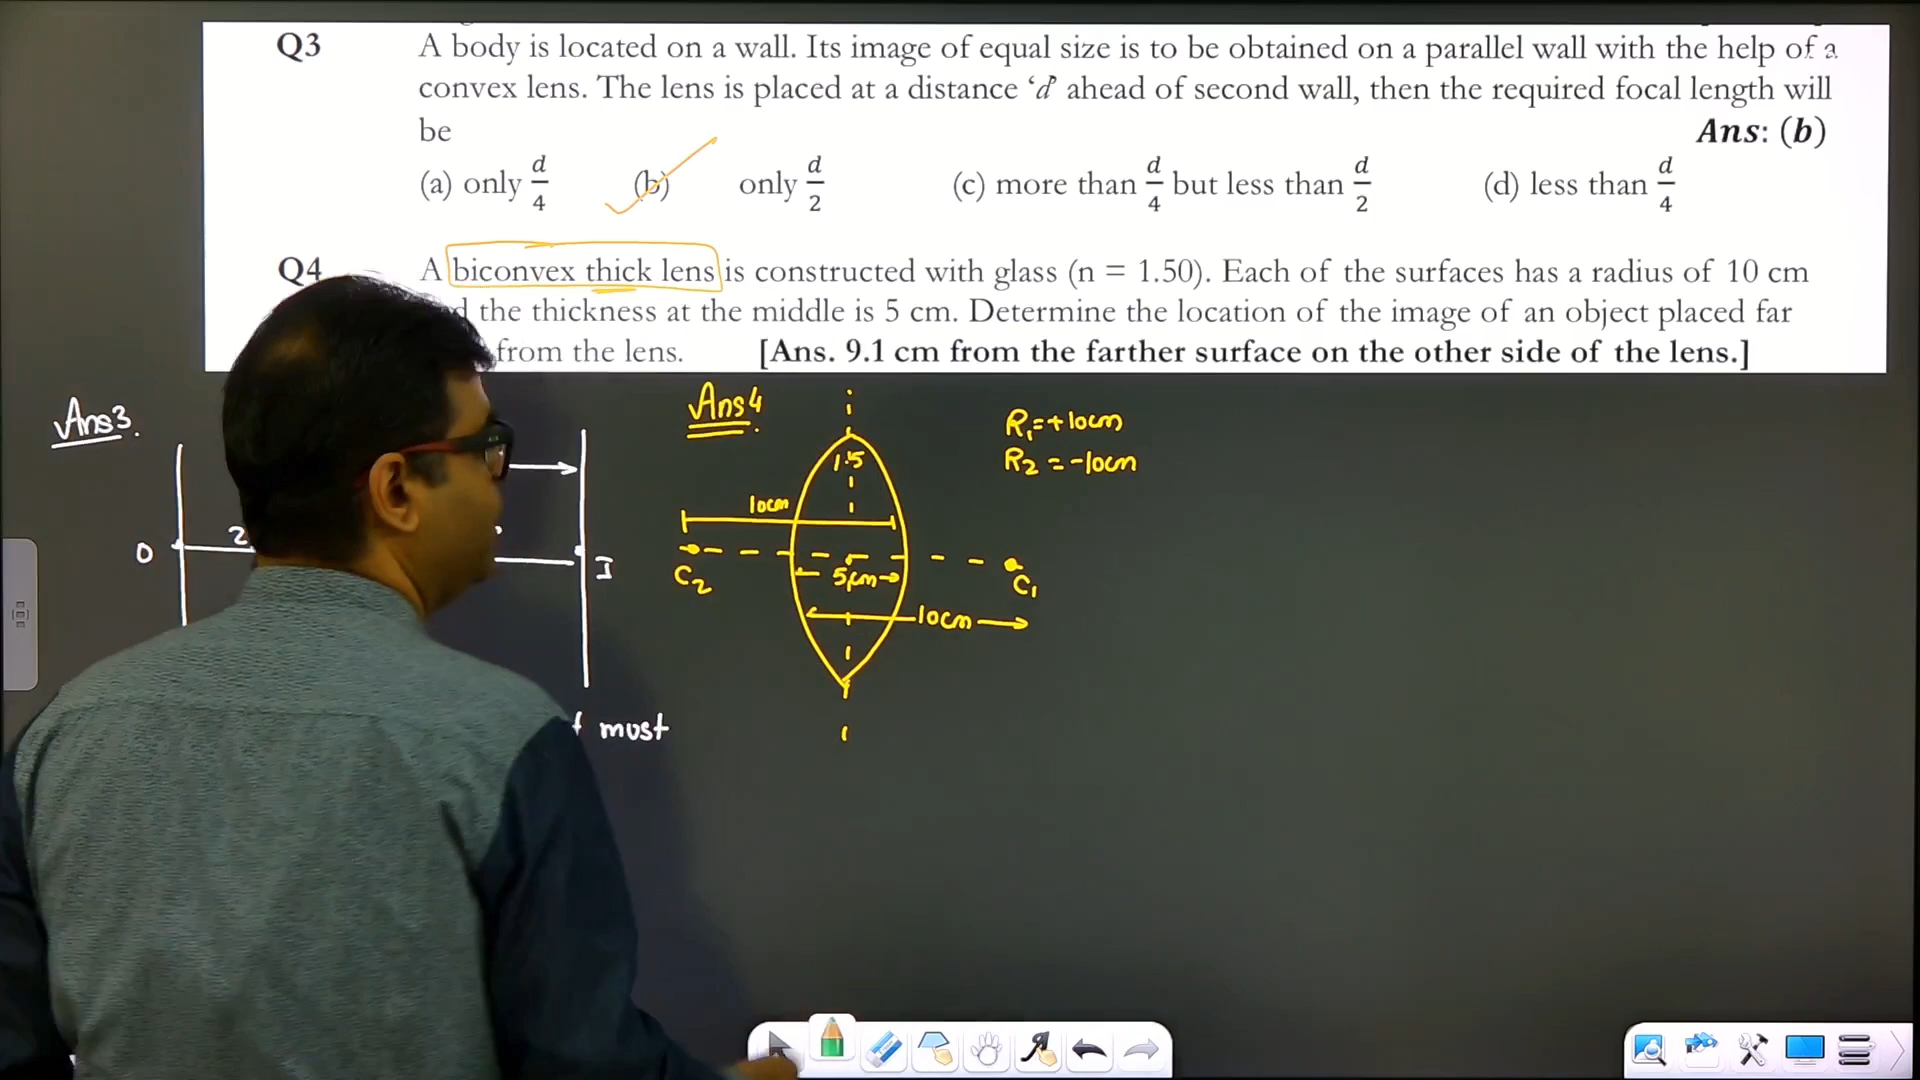 Q3 A body is located on a wall. Its image of equal size is to be obtained on a parallel wall with the help of a
convex lens. The lens is placed at a distance ‘d’ ahead of second wall, then the required focal length will
be Ans: (b)
(a) only d/4 (b) only d/2 (c) more than d/4 but less than d/2 (d) less than d/4
Q4 A biconvex thick lens is constructed with glass (n = 1.50). Each of the surfaces has a radius of 10 cm
the thickness at the middle is 5 cm. Determine the location of the image of an object placed far
from the lens. [Ans. 9.1 cm from the farther surface on the other side of the lens.]
Ans3.
O
2
I
must
Ans4.
R₁=+10cm
R2=-10cm
1.5
10cm
C2
5cm
C1
10cm